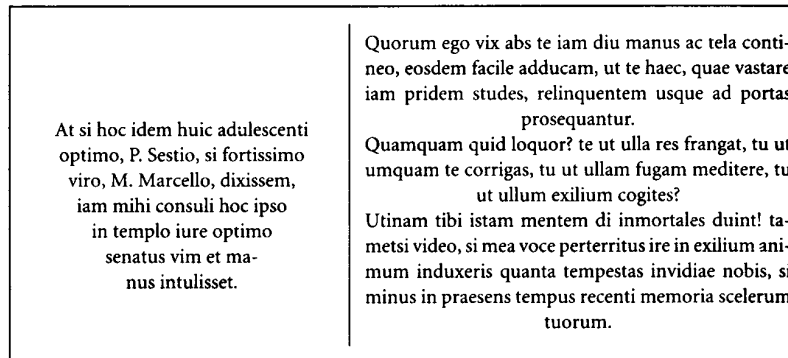 At si hoc idem huic adulescenti
optimo, P. Sestio, si fortissimo
viro, M. Marcello, dixissem,
iam mihi consuli hoc ipso
in templo iure optimo
senatus vim et ma-
nus intulisset.
Quorum ego vix abs te iam diu manus ac tela conti-
neo, eosdem facile adducam, ut te haec, quae vastare
iam pridem studes, relinquentem usque ad portas
prosequantur.
Quamquam quid loquor? te ut ulla res frangat, tu ut
umquam te corrigas, tu ut ullam fugam meditere, tu
ut ullum exilium cogites?
Utinam tibi istam mentem di inmortales duint! ta-
metsi video, si mea voce perterritus ire in exilium ani-
mum induxeris quanta tempestas invidiae nobis, si
minus in praesens tempus recenti memoria scelerum
tuorum.